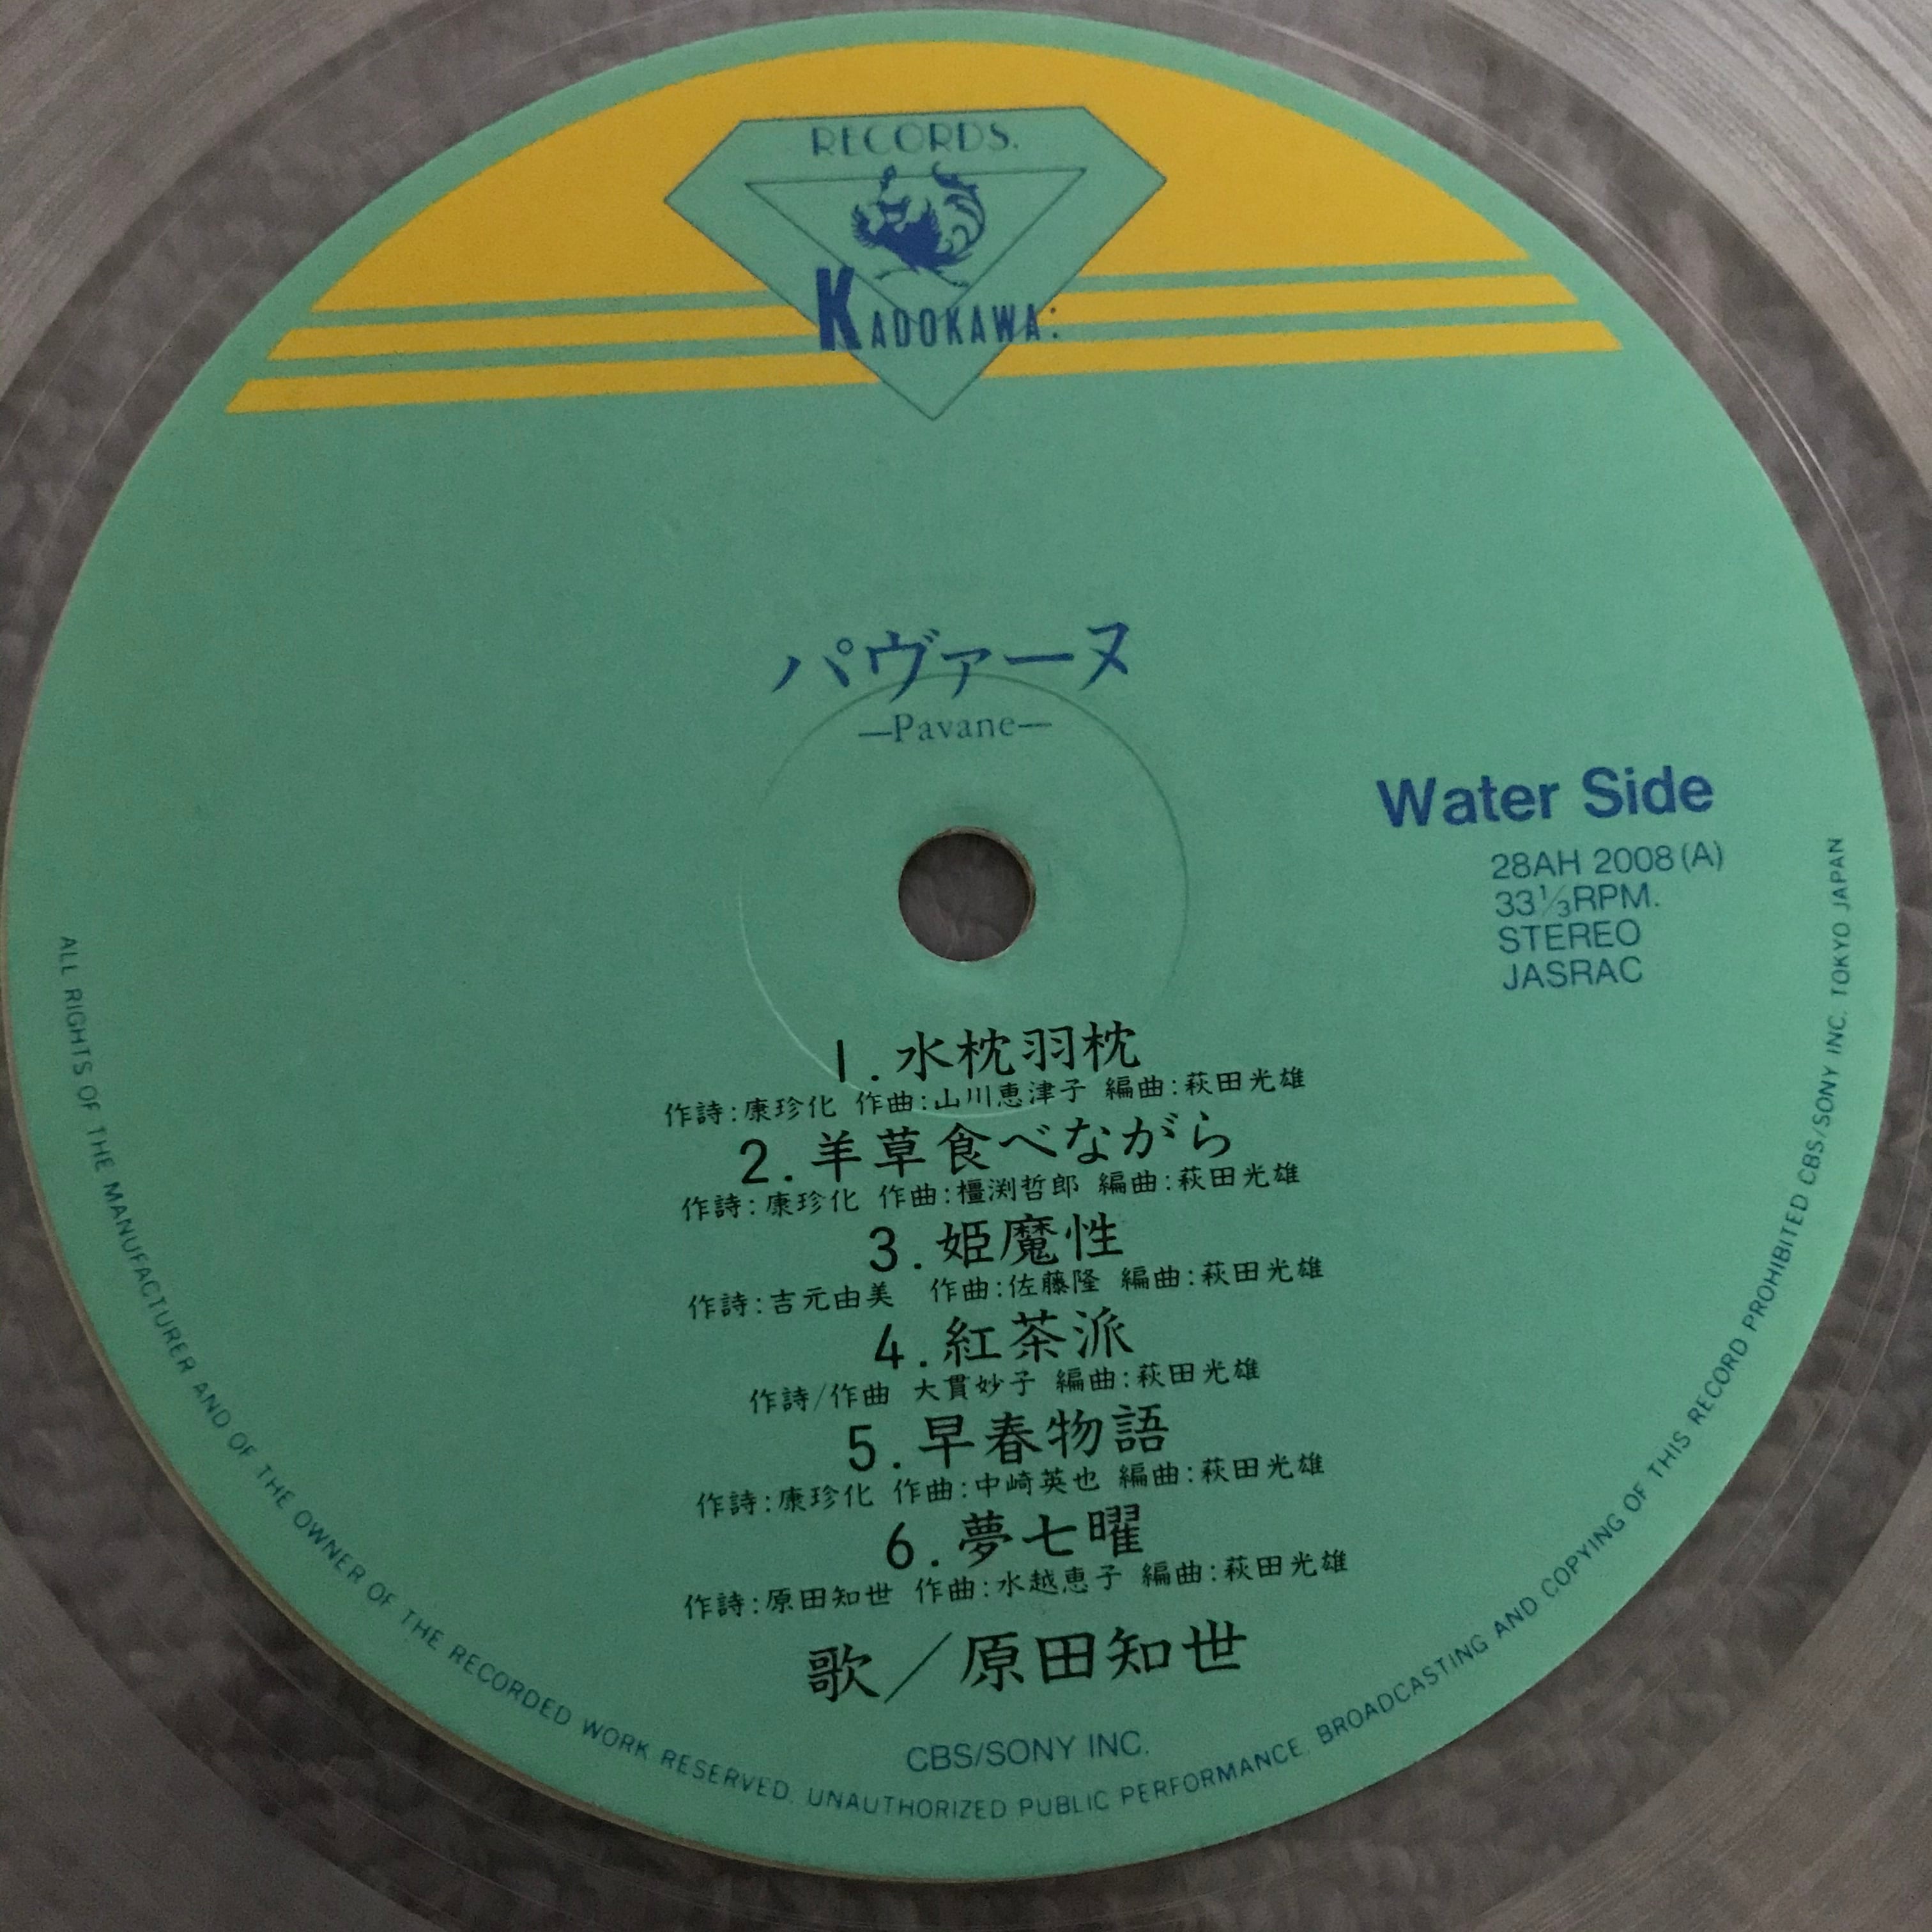 RECORDS.
KADOKAWA:
パヴァーヌ
—Pavane—
Water Side
28AH 2008(A)
33⅓RPM.
STEREO
JASRAC
1.水枕羽枕
作詩:康珍化 作曲:山川恵津子 編曲:萩田光雄
2.羊草食べながら
作詩:康珍化 作曲:橿渕哲郎 編曲:萩田光雄
3.姫魔性
作詩:吉元由美 作曲:佐藤隆 編曲:萩田光雄
4.紅茶派
作詩/作曲 大貫妙子 編曲:萩田光雄
5.早春物語
作詩:康珍化 作曲:中崎英也 編曲:萩田光雄
6.夢七曜
作詩:原田知世 作曲:水越恵子 編曲:萩田光雄
歌／原田知世
CBS/SONY INC.
ALL RIGHTS OF THE MANUFACTURER AND OF THE OWNER OF THE RECORDED WORK RESERVED. UNAUTHORIZED PUBLIC PERFORMANCE. BROADCASTING AND COPYING OF THIS RECORD PROHIBITED CBS/SONY INC. TOKYO JAPAN